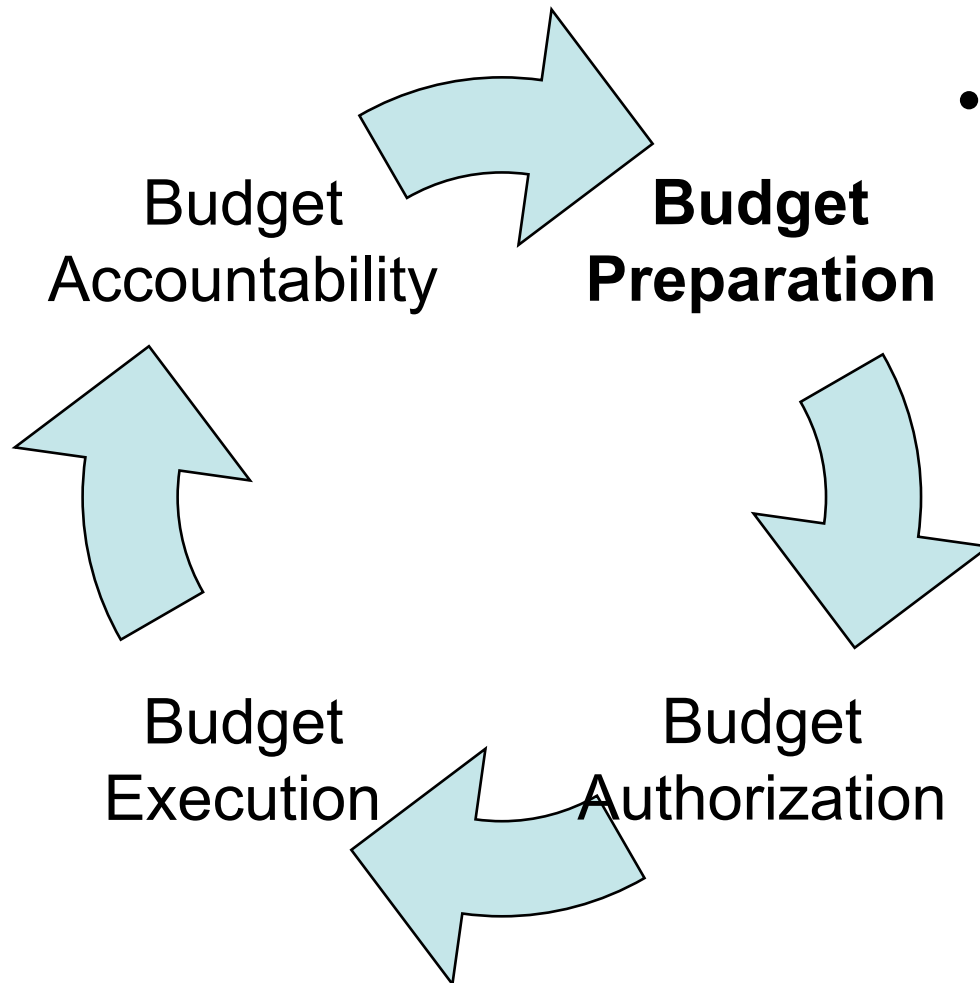 Budget
Accountability
Budget
Preparation
•
Budget
Execution
Budget
Authorization